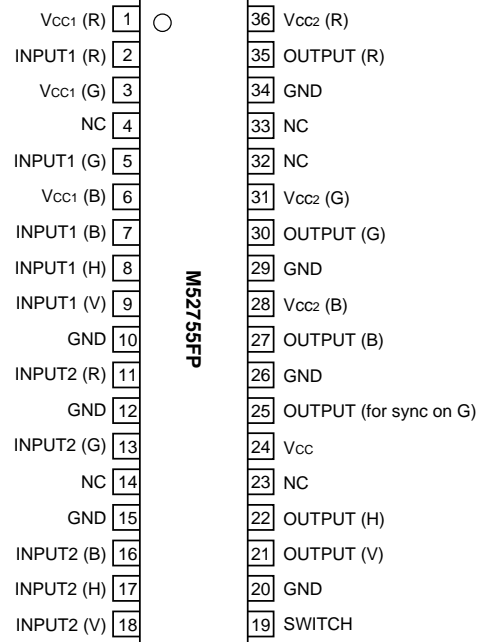 Vcc1 (R) 1 36 Vcc2 (R)
INPUT1 (R) 2 35 OUTPUT (R)
Vcc1 (G) 3 34 GND
NC 4 33 NC
INPUT1 (G) 5 32 NC
Vcc1 (B) 6 31 Vcc2 (G)
INPUT1 (B) 7 30 OUTPUT (G)
INPUT1 (H) 8 29 GND
INPUT1 (V) 9 28 Vcc2 (B)
GND 10 27 OUTPUT (B)
INPUT2 (R) 11 26 GND
GND 12 25 OUTPUT (for sync on G)
INPUT2 (G) 13 24 Vcc
NC 14 23 NC
GND 15 22 OUTPUT (H)
INPUT2 (B) 16 21 OUTPUT (V)
INPUT2 (H) 17 20 GND
INPUT2 (V) 18 19 SWITCH
M52755FP